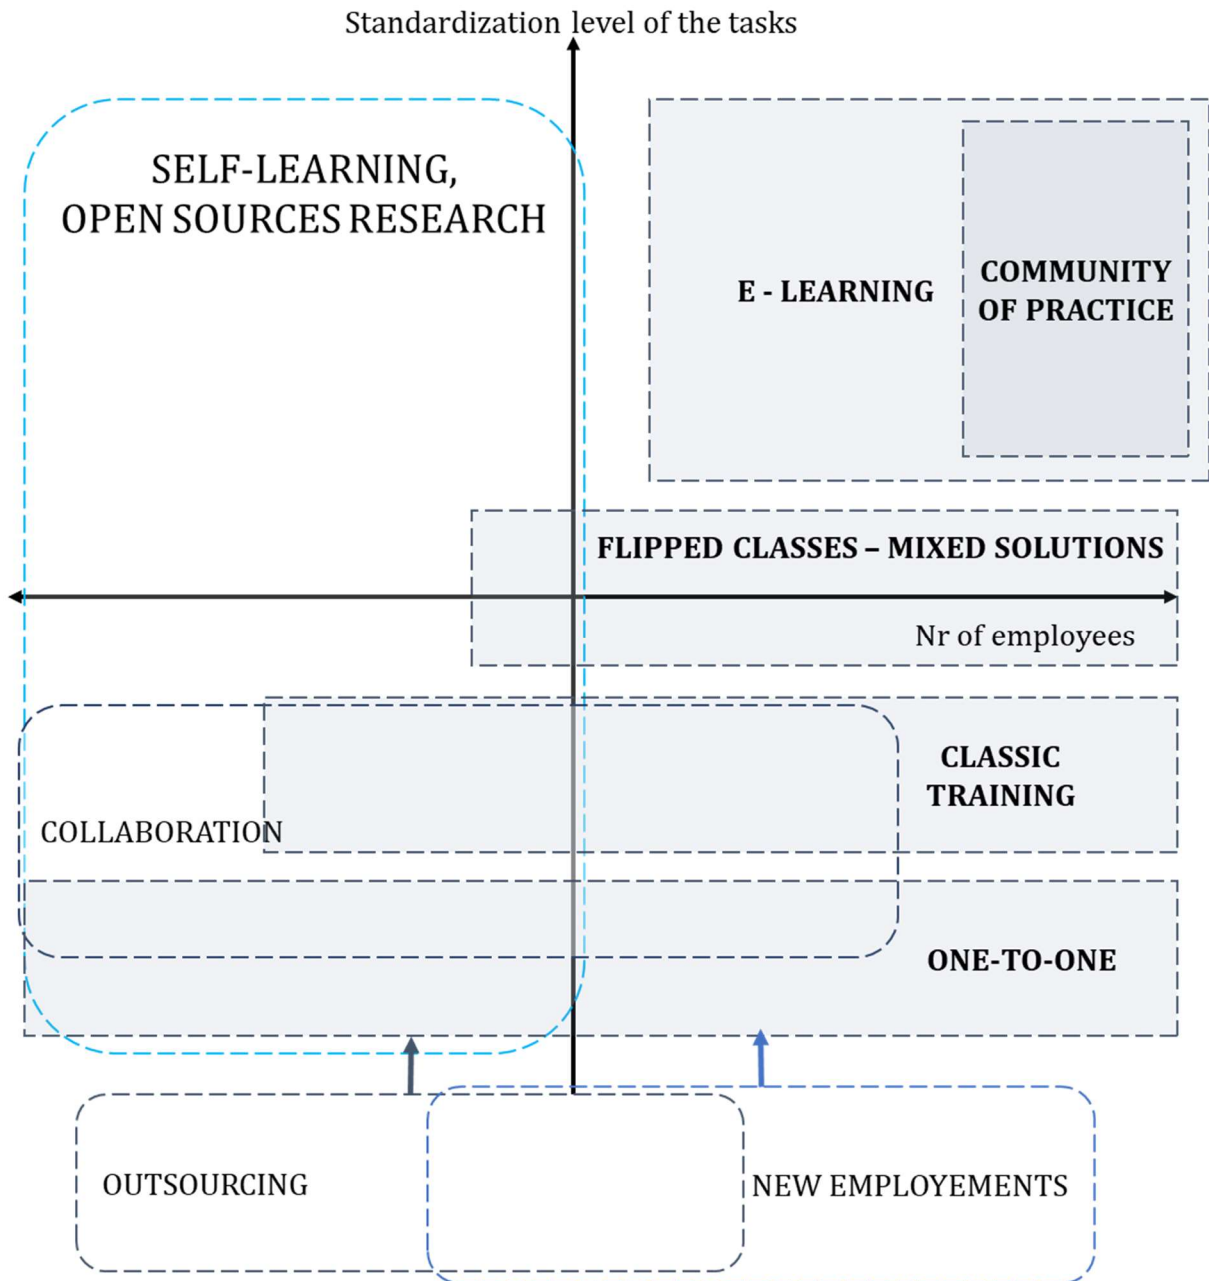 Standardization level of the tasks
SELF-LEARNING,
OPEN SOURCES RESEARCH
E - LEARNING
COMMUNITY
OF PRACTICE
FLIPPED CLASSES – MIXED SOLUTIONS
Nr of employees
CLASSIC
TRAINING
COLLABORATION
ONE-TO-ONE
OUTSOURCING
NEW EMPLOYEMENTS